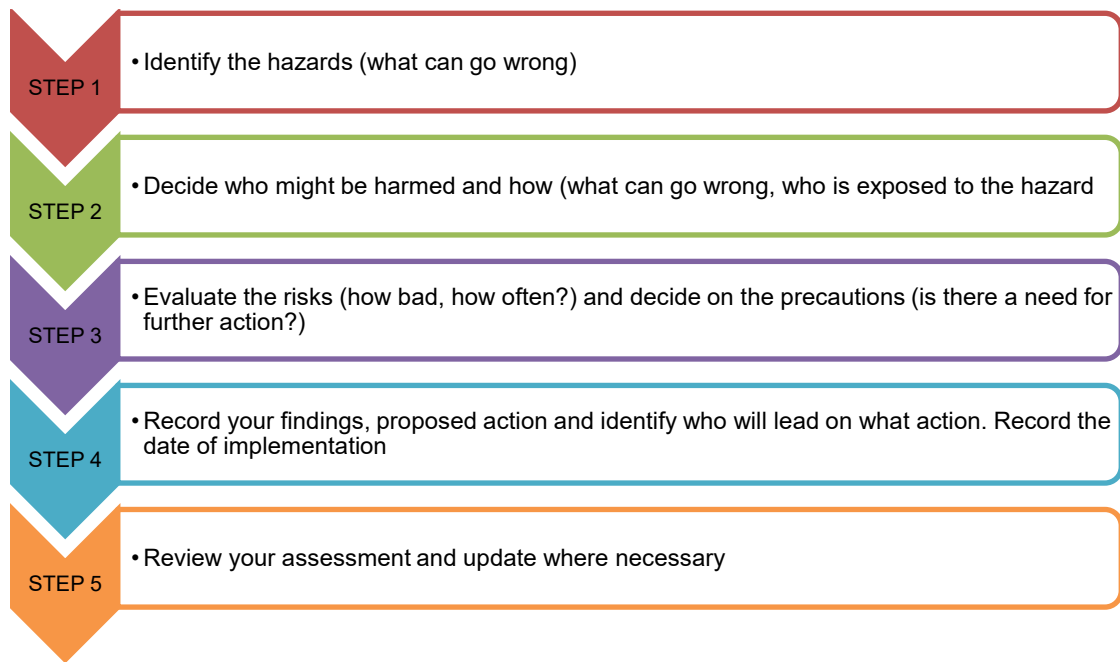 STEP 1
• Identify the hazards (what can go wrong)
STEP 2
• Decide who might be harmed and how (what can go wrong, who is exposed to the hazard
STEP 3
• Evaluate the risks (how bad, how often?) and decide on the precautions (is there a need for
further action?)
STEP 4
• Record your findings, proposed action and identify who will lead on what action. Record the
date of implementation
STEP 5
• Review your assessment and update where necessary